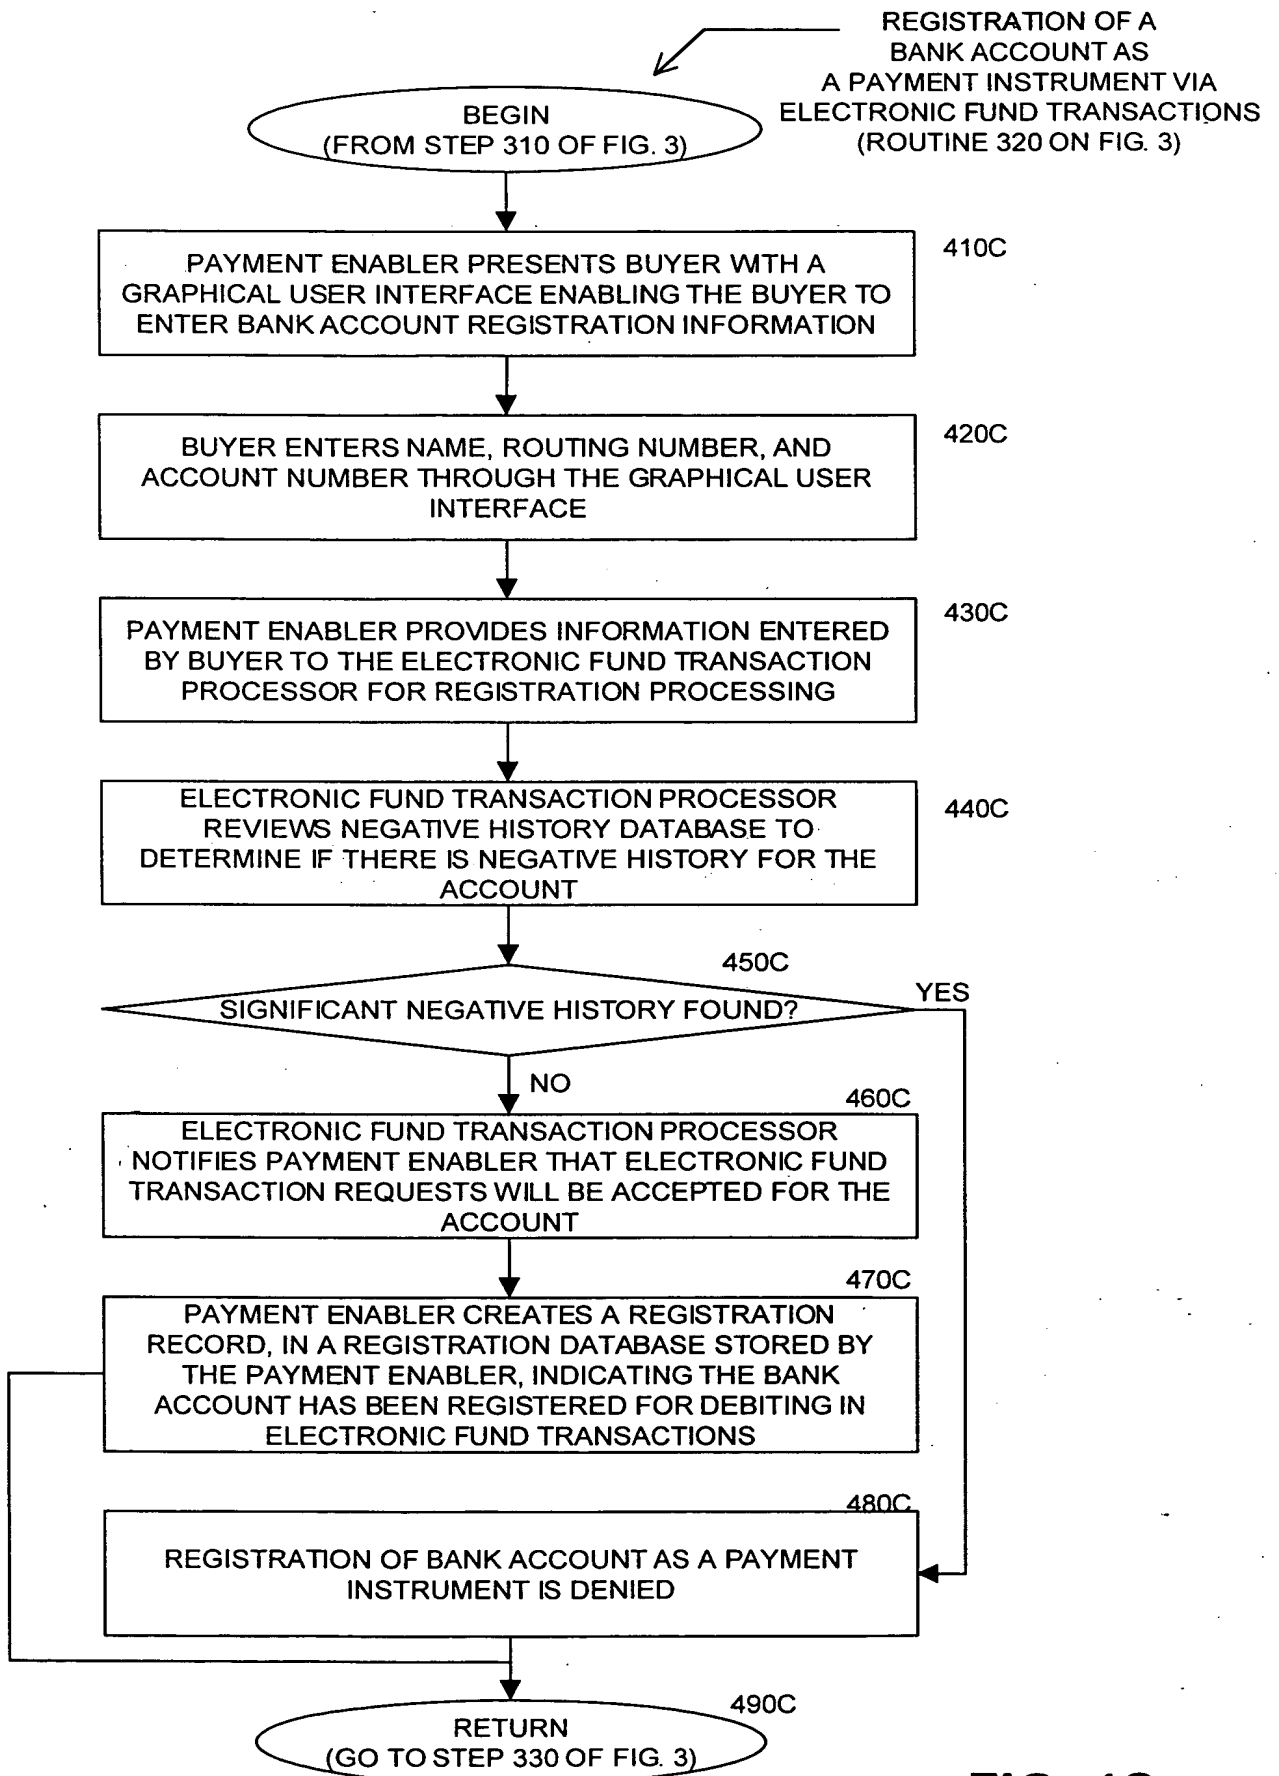 REGISTRATION OF A
BANK ACCOUNT AS
A PAYMENT INSTRUMENT VIA
ELECTRONIC FUND TRANSACTIONS
(ROUTINE 320 ON FIG. 3)
BEGIN
(FROM STEP 310 OF FIG. 3)
410C
PAYMENT ENABLER PRESENTS BUYER WITH A
GRAPHICAL USER INTERFACE ENABLING THE BUYER TO
ENTER BANK ACCOUNT REGISTRATION INFORMATION
420C
BUYER ENTERS NAME, ROUTING NUMBER, AND
ACCOUNT NUMBER THROUGH THE GRAPHICAL USER
INTERFACE
430C
PAYMENT ENABLER PROVIDES INFORMATION ENTERED
BY BUYER TO THE ELECTRONIC FUND TRANSACTION
PROCESSOR FOR REGISTRATION PROCESSING
440C
ELECTRONIC FUND TRANSACTION PROCESSOR
REVIEWS NEGATIVE HISTORY DATABASE TO
DETERMINE IF THERE IS NEGATIVE HISTORY FOR THE
ACCOUNT
450C
SIGNIFICANT NEGATIVE HISTORY FOUND?
YES
NO
460C
ELECTRONIC FUND TRANSACTION PROCESSOR
NOTIFIES PAYMENT ENABLER THAT ELECTRONIC FUND
TRANSACTION REQUESTS WILL BE ACCEPTED FOR THE
ACCOUNT
470C
PAYMENT ENABLER CREATES A REGISTRATION
RECORD, IN A REGISTRATION DATABASE STORED BY
THE PAYMENT ENABLER, INDICATING THE BANK
ACCOUNT HAS BEEN REGISTERED FOR DEBITING IN
ELECTRONIC FUND TRANSACTIONS
480C
REGISTRATION OF BANK ACCOUNT AS A PAYMENT
INSTRUMENT IS DENIED
490C
RETURN
(GO TO STEP 330 OF FIG. 3)